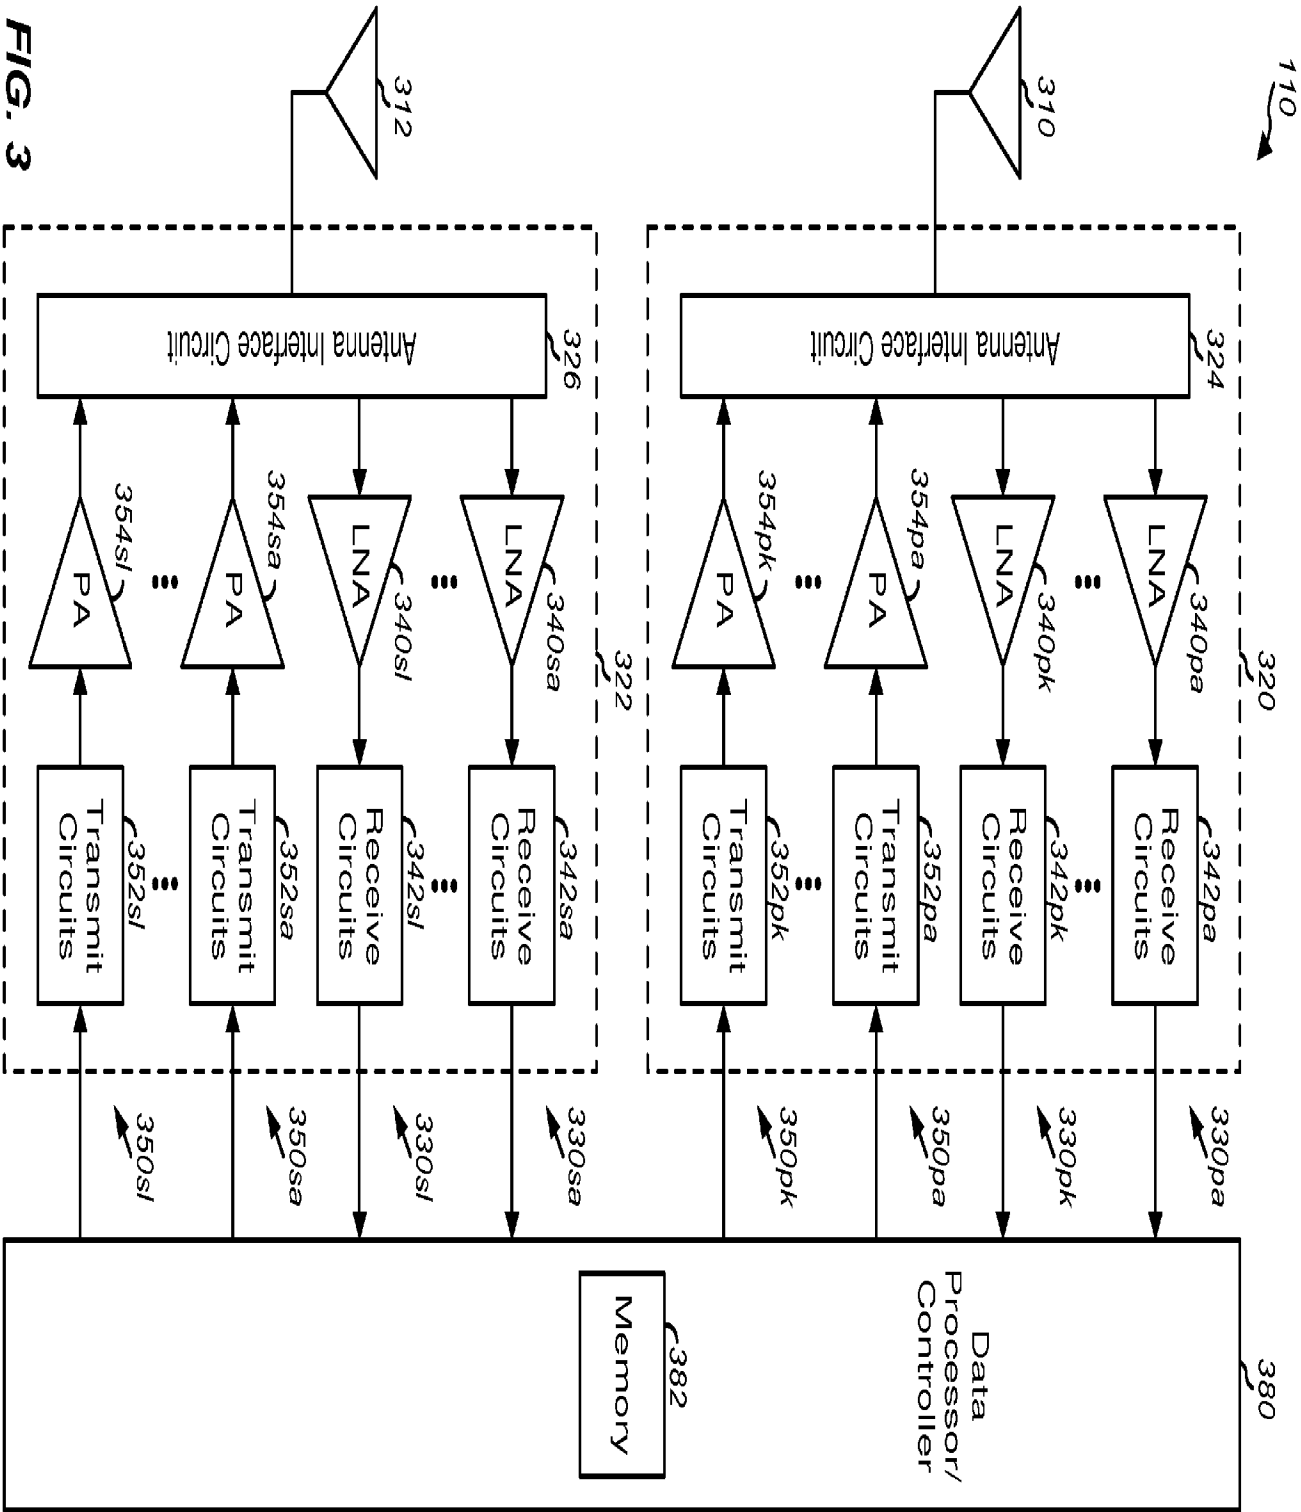 110
310
320
324
Antenna Interface Circuit
LNA
340pa
Receive
Circuits
342pa
330pa
LNA
340pk
Receive
Circuits
342pk
330pk
PA
354pa
Transmit
Circuits
352pa
350pa
PA
354pk
Transmit
Circuits
352pk
350pk
312
322
326
Antenna Interface Circuit
LNA
340sa
Receive
Circuits
342sa
330sa
LNA
340sl
Receive
Circuits
342sl
330sl
PA
354sa
Transmit
Circuits
352sa
350sa
PA
354sl
Transmit
Circuits
352sl
350sl
380
Data
Processor/
Controller
382
Memory
FIG. 3